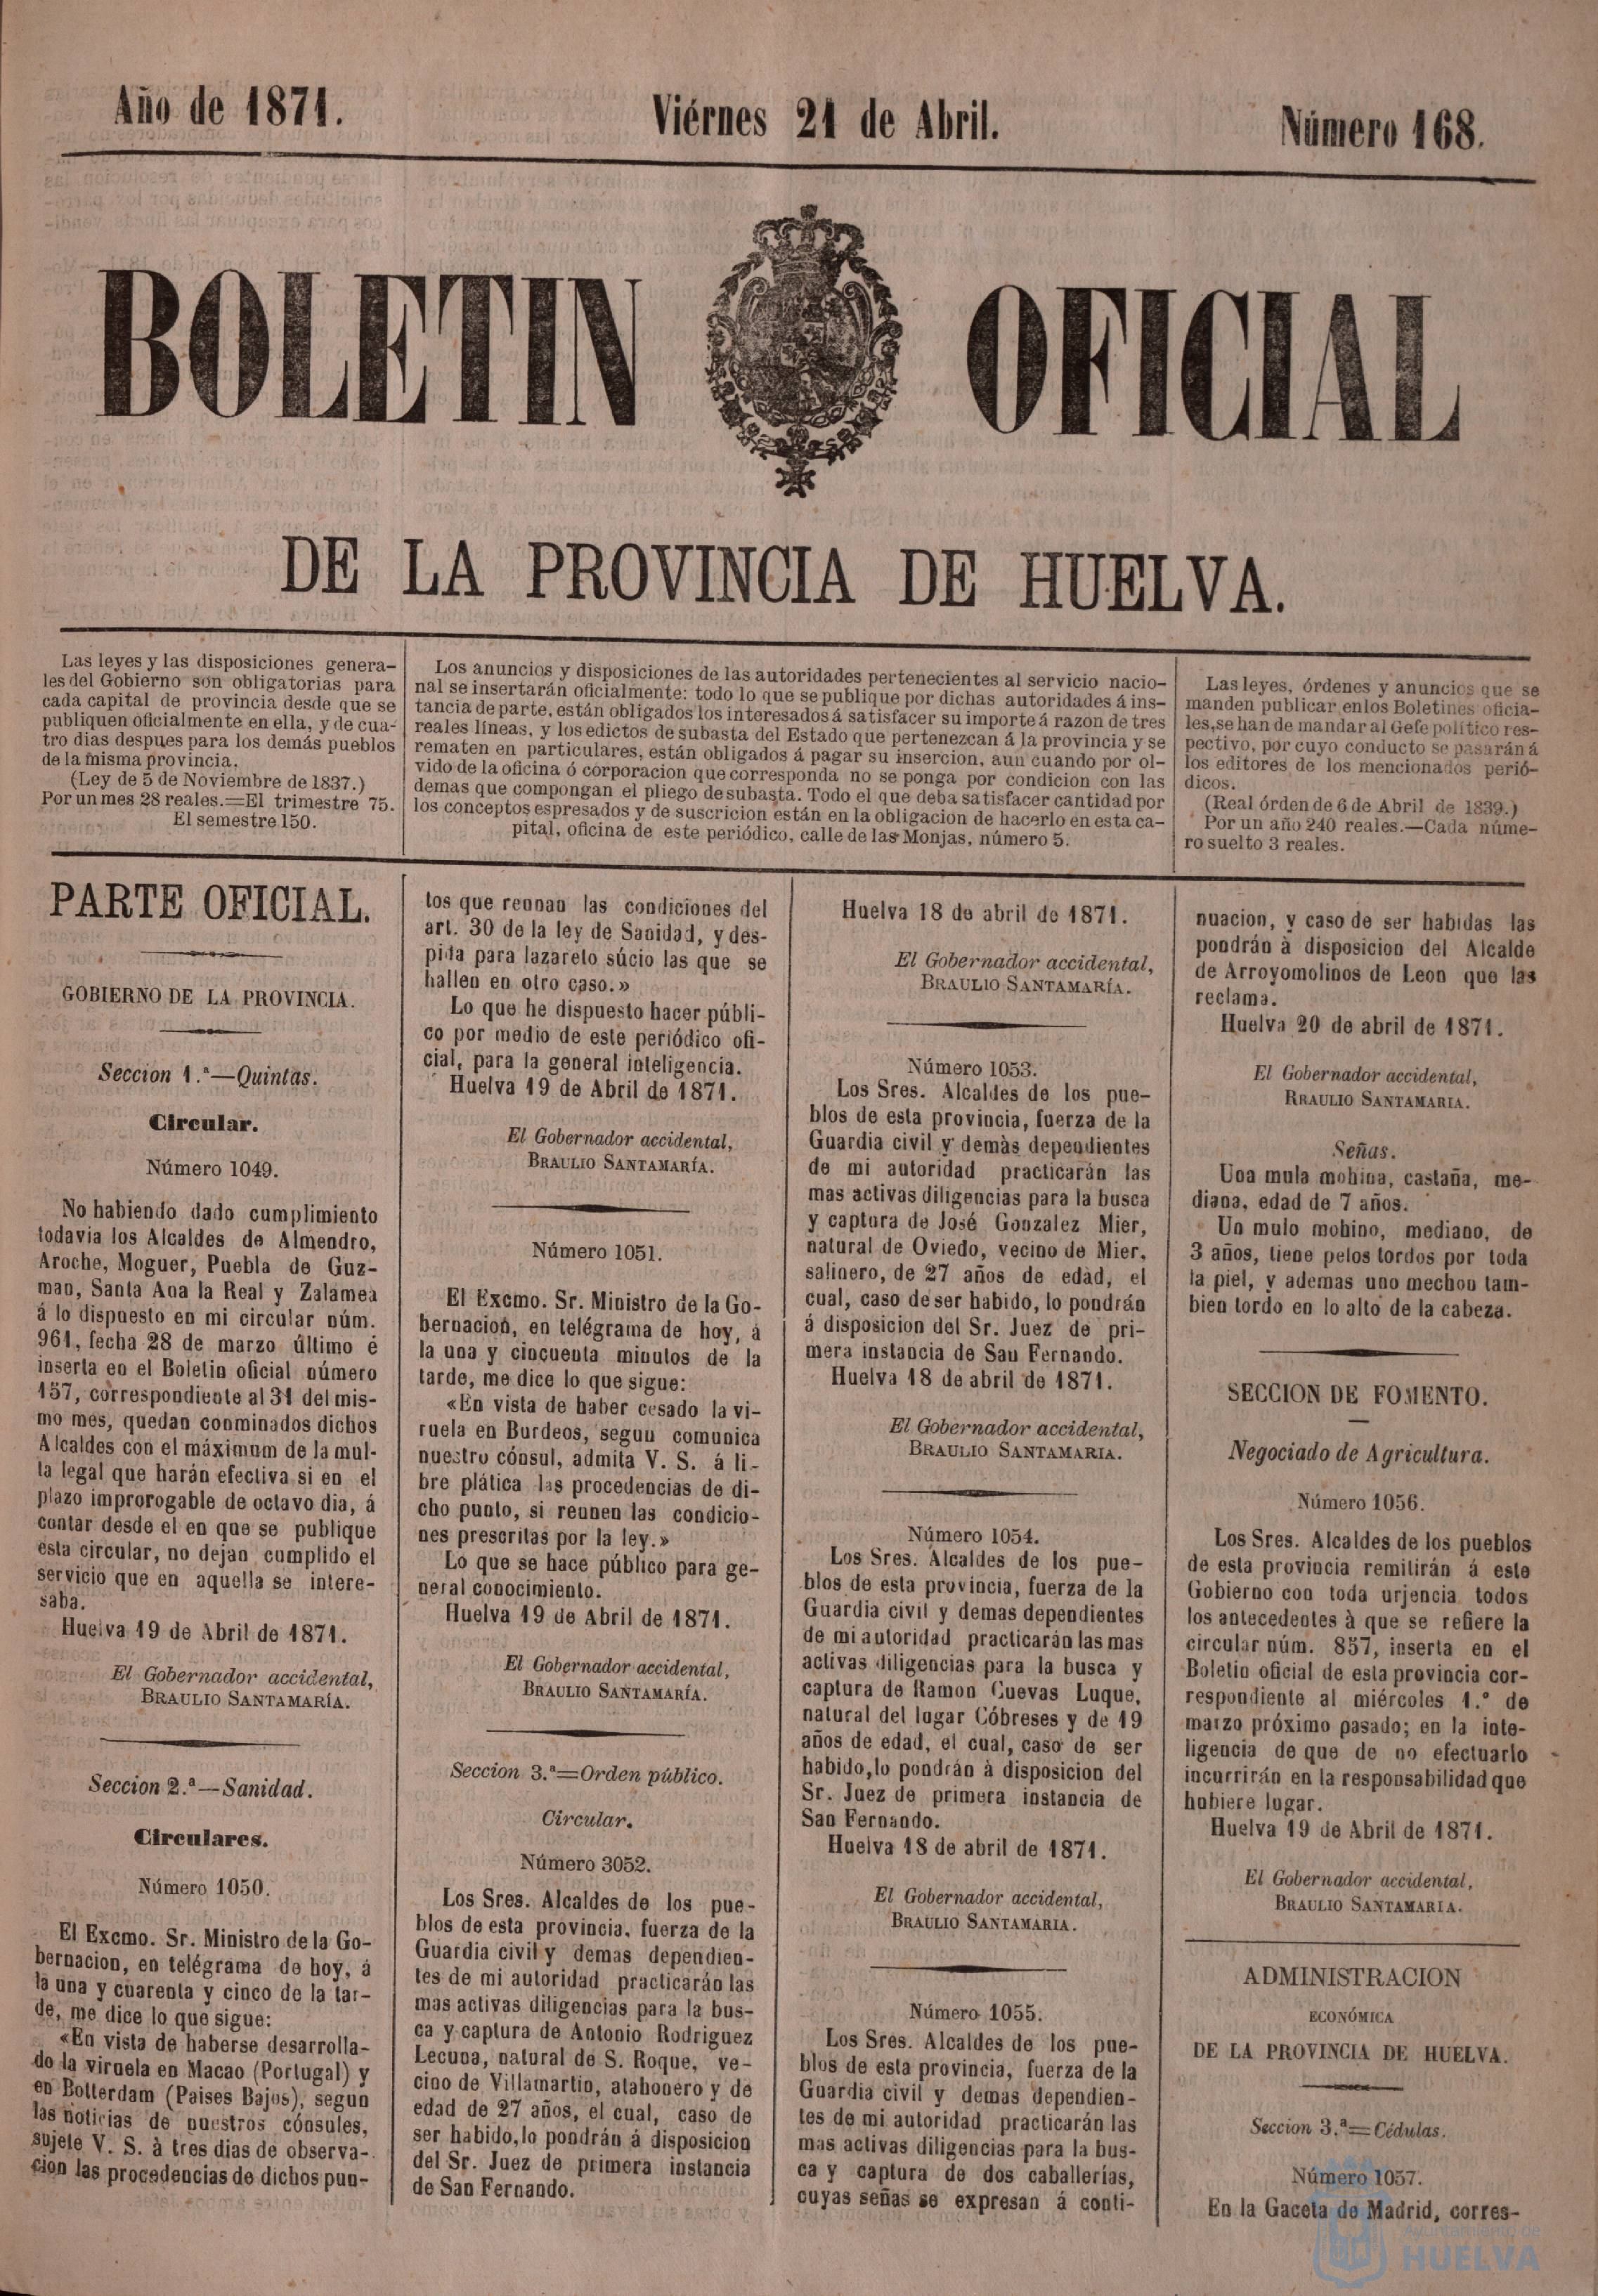 Año de 1871.
Viérnes 21 de Abril.
Número 168.
BOLETIN OFICIAL
DE LA PROVINCIA DE HUELVA.
Las leyes y las disposiciones genera-
les del Gobierno son obligatorias para
cada capital de provincia desde que se
publiquen oficialmente en ella, y de cua-
tro dias despues para los demás pueblos
de la misma provincia.
(Ley de 5 de Noviembre de 1837.)
Por un mes 28 reales.=El trimestre 75.
El semestre 150.
Los anuncios y disposiciones de las autoridades pertenecientes al servicio nacio-
nal se insertarán oficialmente: todo lo que se publique por dichas autoridades á ins-
tancia de parte, están obligados los interesados á satisfacer su importe á razon de tres
reales líneas, y los edictos de subasta del Estado que pertenezcan á la provincia y se
rematen en particulares, están obligados á pagar su insercion, aun cuando por ol-
vido de la oficina ó corporacion que corresponda no se ponga por condicion con las
demas que compongan el pliego de subasta. Todo el que deba satisfacer cantidad por
los conceptos espresados y de suscricion están en la obligacion de hacerlo en esta ca-
pital, oficina de este periódico, calle de las Monjas, número 5.
Las leyes, órdenes y anuncios que se
manden publicar en los Boletines oficia-
les, se han de mandar al Gefe político res-
pectivo, por cuyo conducto se pasarán á
los editores de los mencionados perió-
dicos.
(Real órden de 6 de Abril de 1839.)
Por un año 240 reales.—Cada núme-
ro suelto 3 reales.
PARTE OFICIAL.
GOBIERNO DE LA PROVINCIA.
Seccion 1.ª—Quintas.
Circular.
Número 1049.
No habiendo dado cumplimiento
todavia los Alcaldes de Almendro,
Aroche, Moguer, Puebla de Guz-
man, Santa Ana la Real y Zalamea
á lo dispuesto en mi circular núm.
961, fecha 28 de marzo último é
inserta en el Boletin oficial número
157, correspondiente al 31 del mis-
mo mes, quedan conminados dichos
Alcaldes con el máximum de la mul-
ta legal que harán efectiva si en el
plazo improrogable de octavo dia, á
contar desde el en que se publique
esta circular, no dejan cumplido el
servicio que en aquella se intere-
saba.
Huelva 19 de Abril de 1871.
El Gobernador accidental,
BRAULIO SANTAMARÍA.
Seccion 2.ª—Sanidad.
Circulares.
Número 1050.
El Excmo. Sr. Ministro de la Go-
bernacion, en telégrama de hoy, á
la una y cuarenta y cinco de la tar-
de, me dice lo que sigue:
«En vista de haberse desarrolla-
do la viruela en Macao (Portugal) y
en Botterdam (Paises Bajos), segun
las noticias de nuestros cónsules,
sujete V. S. à tres dias de observa-
cion las procedencias de dichos pun-
tos que reunan las condiciones del
art. 30 de la ley de Sanidad, y des-
pida para lazareto súcio las que se
hallen en otro caso.»
Lo que he dispuesto hacer públi-
co por medio de este periódico ofi-
cial, para la general inteligencia.
Huelva 19 de Abril de 1871.
El Gobernador accidental,
BRAULIO SANTAMARÍA.
Número 1051.
El Excmo. Sr. Ministro de la Go-
bernacion, en telégrama de hoy, á
la una y cincuenta minutos de la
tarde, me dice lo que sigue:
«En vista de haber cesado la vi-
ruela en Burdeos, segun comunica
nuestro cónsul, admita V. S. á li-
bre plática las procedencias de di-
cho punto, si reunen las condicio-
nes prescritas por la ley.»
Lo que se hace público para ge-
neral conocimiento.
Huelva 19 de Abril de 1871.
El Gobernador accidental,
BRAULIO SANTAMARÍA.
Seccion 3.ª=Orden público.
Circular.
Número 3052.
Los Sres. Alcaldes de los pue-
blos de esta provincia, fuerza de la
Guardia civil y demas dependien-
tes de mi autoridad practicarán las
mas activas diligencias para la bus-
ca y captura de Antonio Rodriguez
Lecuna, natural de S. Roque, ve-
cino de Villamartin, atahonero y de
edad de 27 años, el cual, caso de
ser habido, lo pondrán á disposicion
del Sr. Juez de primera instancia
de San Fernando.
Huelva 18 de abril de 1871.
El Gobernador accidental,
BRAULIO SANTAMARÍA.
Número 1053.
Los Sres. Alcaldes de los pue-
blos de esta provincia, fuerza de la
Guardia civil y demàs dependientes
de mi autoridad practicarán las
mas activas diligencias para la busca
y captura de José Gonzalez Mier,
natural de Oviedo, vecino de Mier,
salinero, de 27 años de edad, el
cual, caso de ser habido, lo pondrán
á disposicion del Sr. Juez de pri-
mera instancia de San Fernando.
Huelva 18 de abril de 1871.
El Gobernador accidental,
BRAULIO SANTAMARIA.
Número 1054.
Los Sres. Alcaldes de los pue-
blos de esta provincia, fuerza de la
Guardia civil y demas dependientes
de mi autoridad practicarán las mas
activas diligencias para la busca y
captura de Ramon Cuevas Luque,
natural del lugar Cóbreses y de 19
años de edad, el cual, caso de ser
habido, lo pondrán à disposicion del
Sr. Juez de primera instancia de
San Fernando.
Huelva 18 de abril de 1871.
El Gobernador accidental,
BRAULIO SANTAMARIA.
Número 1055.
Los Sres. Alcaldes de los pue-
blos de esta provincia, fuerza de la
Guardia civil y demas dependien-
tes de mi autoridad practicarán las
mas activas diligencias para la bus-
ca y captura de dos caballerías,
cuyas señas se expresan á conti-
nuacion, y caso de ser habidas las
pondrán à disposicion del Alcalde
de Arroyomolinos de Leon que las
reclama.
Huelva 20 de abril de 1871.
El Gobernador accidental,
RRAULIO SANTAMARIA.
Señas.
Una mula mohina, castaña, me-
diana, edad de 7 años.
Un mulo mohino, mediano, de
3 años, tiene pelos tordos por toda
la piel, y ademas uno mechon tam-
bien tordo en lo alto de la cabeza.
SECCION DE FOMENTO.
Negociado de Agricultura.
Número 1056.
Los Sres. Alcaldes de los pueblos
de esta provincia remitirán á este
Gobierno con toda urjencia todos
los antecedentes à que se refiere la
circular núm. 857, inserta en el
Boletin oficial de esta provincia cor-
respondiente al miércoles 1.º de
marzo próximo pasado; en la inte-
ligencia de que de no efectuarlo
incurrirán en la responsabilidad que
hubiere lugar.
Huelva 19 de Abril de 1871.
El Gobernador accidental,
BRAULIO SANTAMARIA.
ADMINISTRACION
ECONÓMICA
DE LA PROVINCIA DE HUELVA.
Seccion 3.ª=Cédulas.
Número 1057.
En la Gaceta de Madrid, corres-
Ayuntamiento de
HUELVA